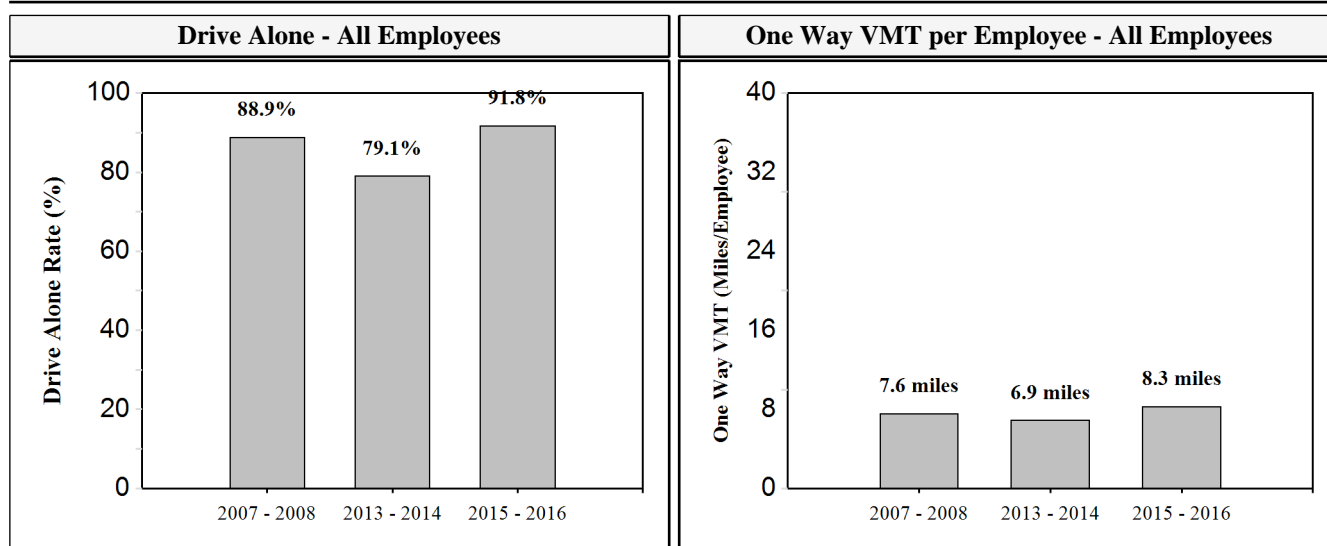 Drive Alone - All Employees
One Way VMT per Employee - All Employees
Drive Alone Rate (%)
100
80
60
40
20
0
88.9%
79.1%
91.8%
2007 - 2008
2013 - 2014
2015 - 2016
One Way VMT (Miles/Employee)
40
32
24
16
8
0
7.6 miles
6.9 miles
8.3 miles
2007 - 2008
2013 - 2014
2015 - 2016